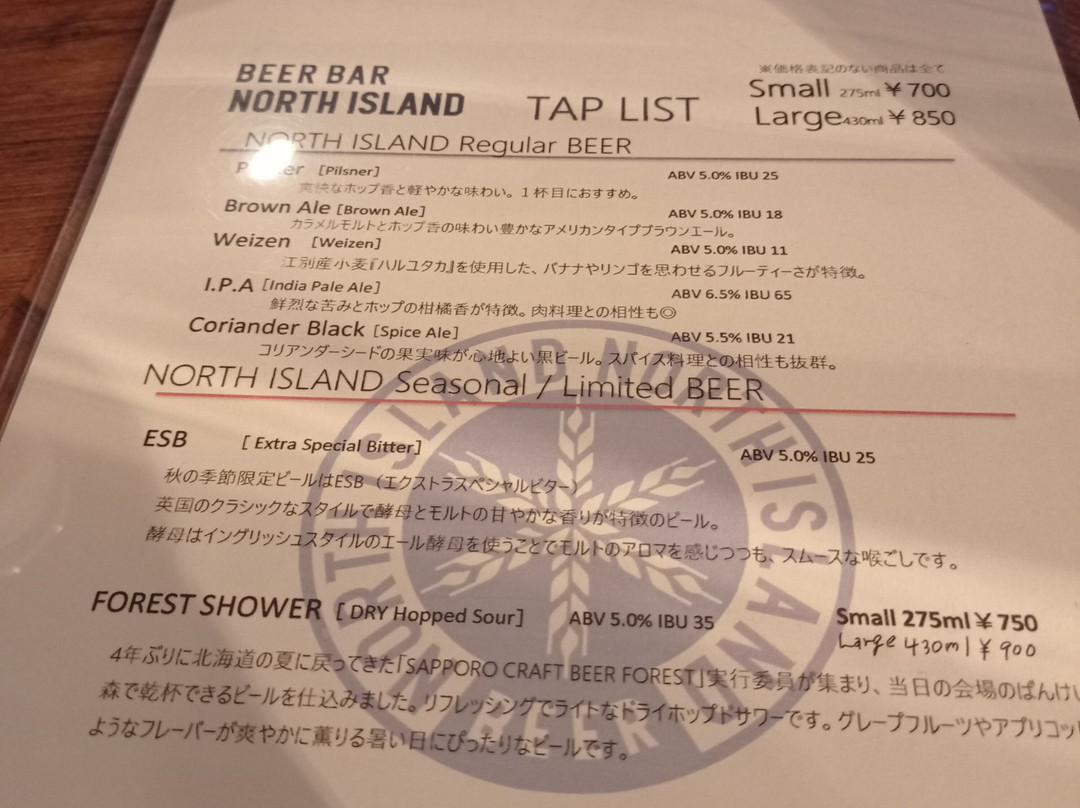 BEER BAR
NORTH ISLAND
TAP LIST
※価格表記のない商品は全て
Small 275ml ¥700
Large 430ml ¥850
NORTH ISLAND Regular BEER
[Pilsner] ABV 5.0% IBU 25
爽快なホップ香と軽やかな味わい。1杯目におすすめ。
Brown Ale [Brown Ale] ABV 5.0% IBU 18
カラメルモルトとホップ香の味わい豊かなアメリカンタイプブラウンエール。
Weizen [Weizen] ABV 5.0% IBU 11
江別産小麦『ハルユタカ』を使用した、バナナやリンゴを思わせるフルーティーさが特徴。
I.P.A [India Pale Ale] ABV 6.5% IBU 65
鮮烈な苦みとホップの柑橘香が特徴。肉料理との相性も◎
Coriander Black [Spice Ale] ABV 5.5% IBU 21
コリアンダーシードの果実味が心地よい黒ビール。スパイス料理との相性も抜群。
NORTH ISLAND Seasonal / Limited BEER
ESB [ Extra Special Bitter] ABV 5.0% IBU 25
秋の季節限定ビールはESB（エクストラスペシャルビター）
英国のクラシックなスタイルで酵母とモルトの甘やかな香りが特徴のビール。
酵母はイングリッシュスタイルのエール酵母を使うことでモルトのアロマを感じつつも、スムースな喉ごしです。
FOREST SHOWER [ DRY Hopped Sour] ABV 5.0% IBU 35 Small 275ml ¥750
Large 430ml ¥900
4年ぶりに北海道の夏に戻ってきた「SAPPORO CRAFT BEER FOREST」実行委員が集まり、当日の会場のばんけい
森で乾杯できるビールを仕込みました。リフレッシングでライトなドライホップドサワーです。グレープフルーツやアプリコッ
ようなフレーバーが爽やかに薫りる暑い日にぴったりなビールです。
NORTH ISLAND NORTH ISLAND NORTH ISLAND BEER